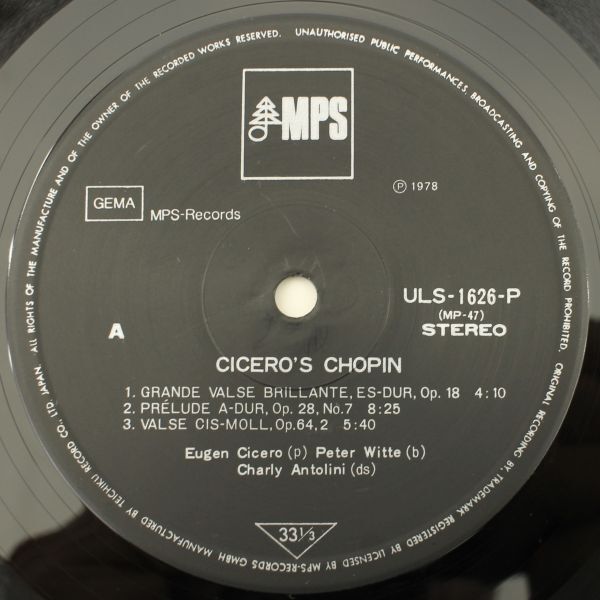 ALL RIGHTS OF THE MANUFACTURE AND OF THE OWNER OF THE RECORDED WORKS RESERVED. UNAUTHORISED PUBLIC PERFORMANCES, BROADCASTING AND COPYING OF THE RECORD PROHIBITED.
MPS
GEMA
MPS-Records
Ⓟ 1978
ULS-1626-P
(MP-47)
A
STEREO
CICERO'S CHOPIN
1. GRANDE VALSE BRILLANTE, ES-DUR, Op. 18 4:10
2. PRÉLUDE A-DUR, Op. 28, No.7 8:25
3. VALSE CIS-MOLL, Op.64, 2 5:40
Eugen Cicero (p) Peter Witte (b)
Charly Antolini (ds)
33 1/3
MANUFACTURED BY TEICHIKU RECORD CO., LTD. JAPAN
ORIGINAL RECORDING BY, TRADEMARK REGISTERED BY, LICENSED BY MPS-RECORDS GMBH